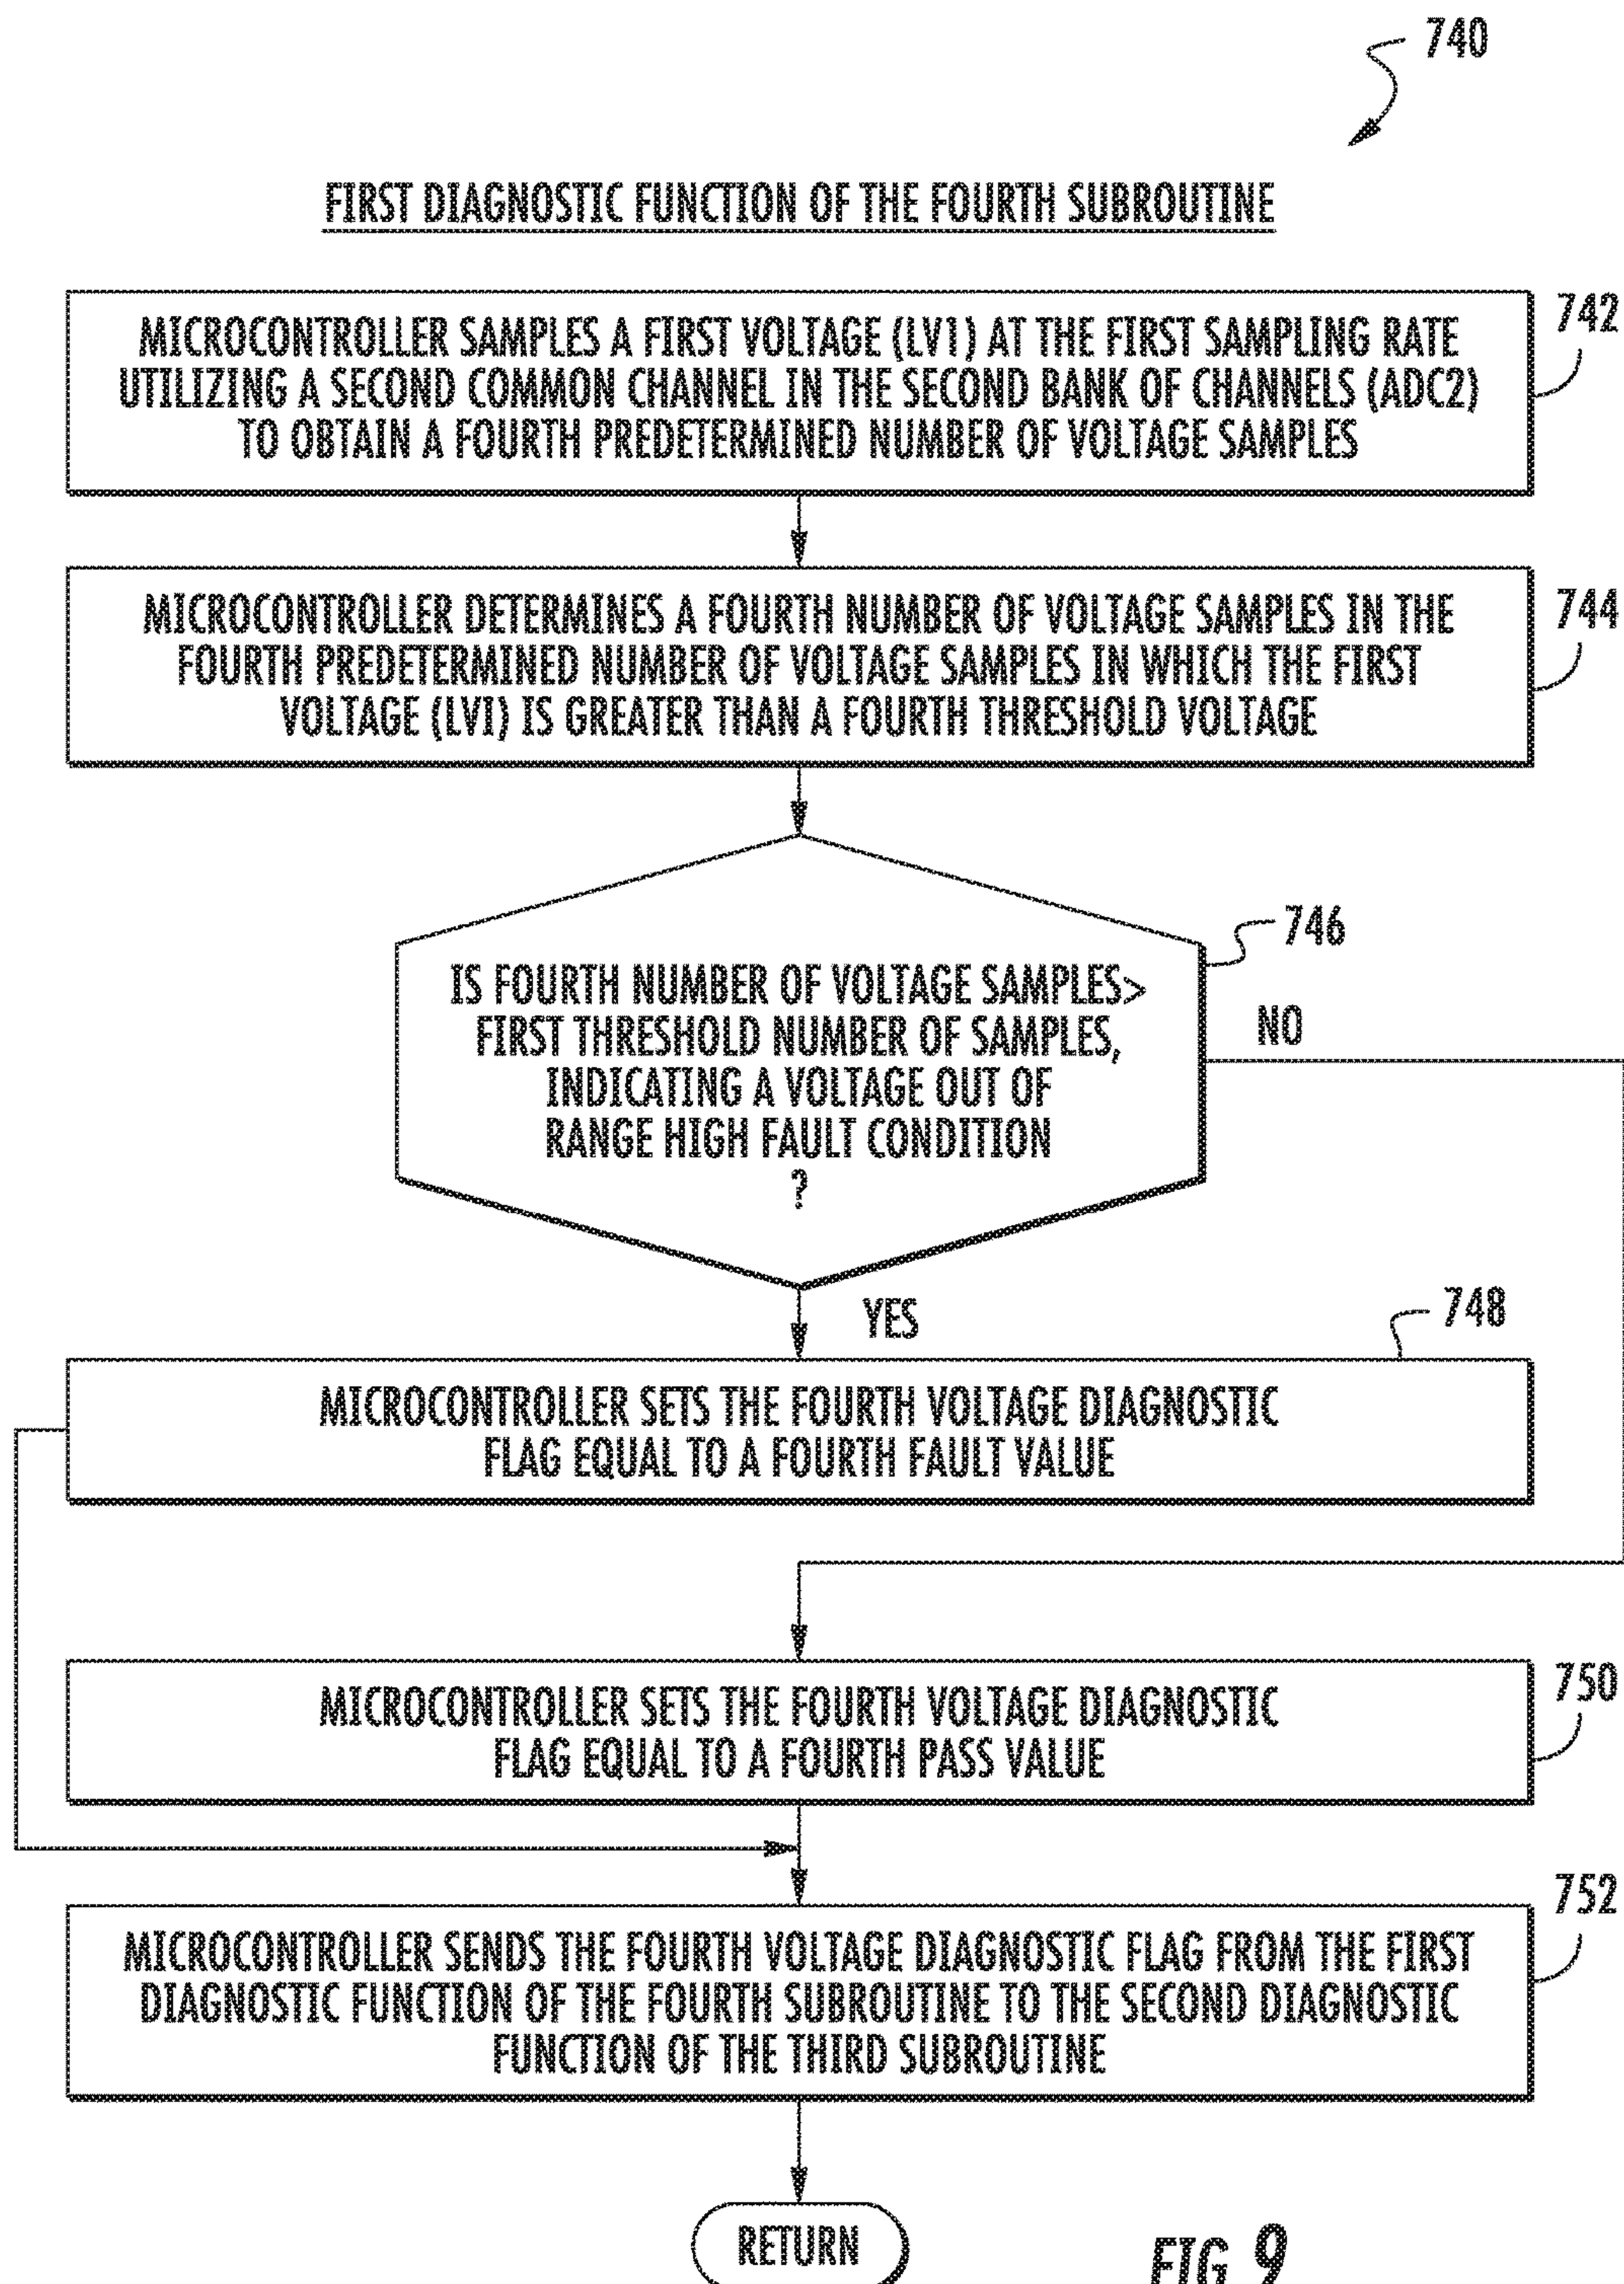 740
FIRST DIAGNOSTIC FUNCTION OF THE FOURTH SUBROUTINE
742
MICROCONTROLLER SAMPLES A FIRST VOLTAGE (LV1) AT THE FIRST SAMPLING RATE
UTILIZING A SECOND COMMON CHANNEL IN THE SECOND BANK OF CHANNELS (ADC2)
TO OBTAIN A FOURTH PREDETERMINED NUMBER OF VOLTAGE SAMPLES
744
MICROCONTROLLER DETERMINES A FOURTH NUMBER OF VOLTAGE SAMPLES IN THE
FOURTH PREDETERMINED NUMBER OF VOLTAGE SAMPLES IN WHICH THE FIRST
VOLTAGE (LVI) IS GREATER THAN A FOURTH THRESHOLD VOLTAGE
746
IS FOURTH NUMBER OF VOLTAGE SAMPLES>
FIRST THRESHOLD NUMBER OF SAMPLES,
INDICATING A VOLTAGE OUT OF
RANGE HIGH FAULT CONDITION
?
NO
YES
748
MICROCONTROLLER SETS THE FOURTH VOLTAGE DIAGNOSTIC
FLAG EQUAL TO A FOURTH FAULT VALUE
750
MICROCONTROLLER SETS THE FOURTH VOLTAGE DIAGNOSTIC
FLAG EQUAL TO A FOURTH PASS VALUE
752
MICROCONTROLLER SENDS THE FOURTH VOLTAGE DIAGNOSTIC FLAG FROM THE FIRST
DIAGNOSTIC FUNCTION OF THE FOURTH SUBROUTINE TO THE SECOND DIAGNOSTIC
FUNCTION OF THE THIRD SUBROUTINE
RETURN
FIG 9